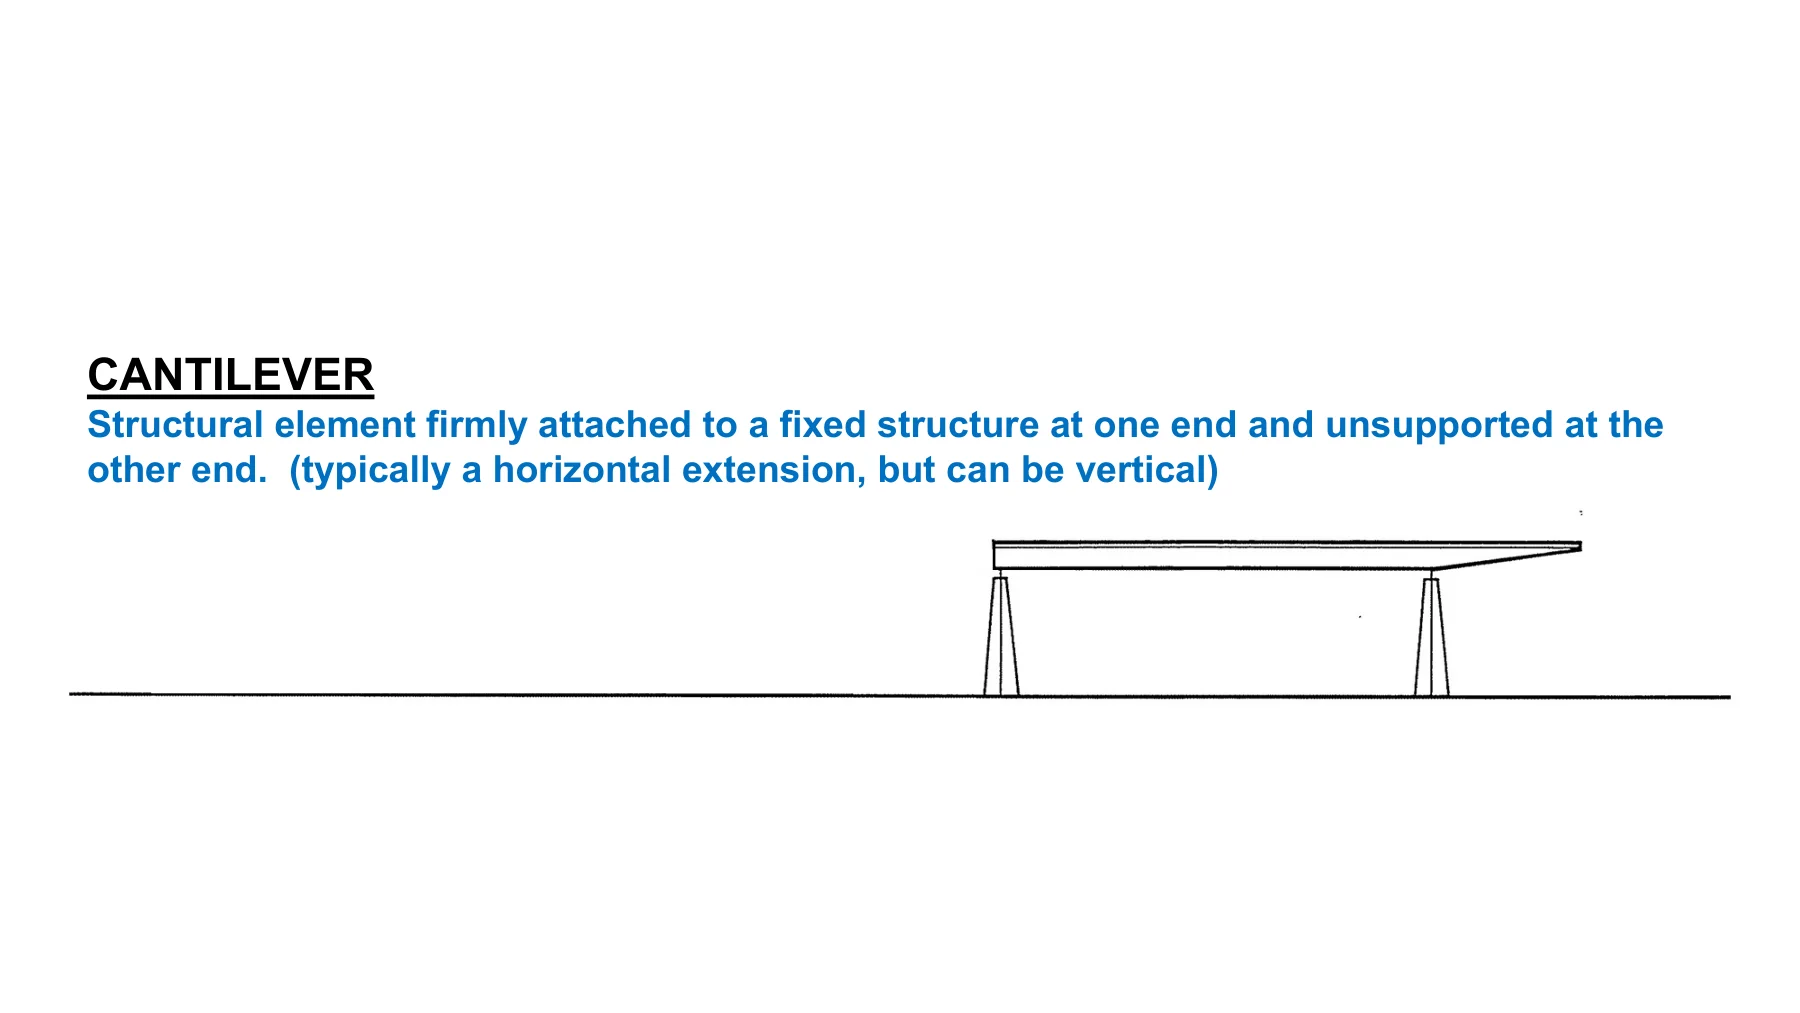 CANTILEVER
Structural element firmly attached to a fixed structure at one end and unsupported at the
other end.  (typically a horizontal extension, but can be vertical)